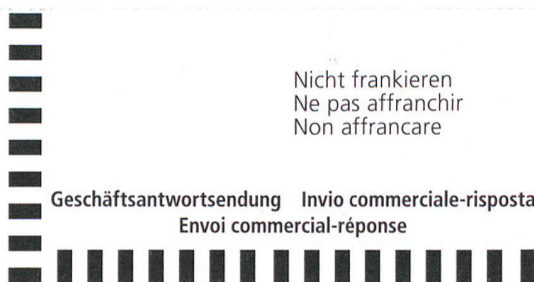 Nicht frankieren
Ne pas affranchir
Non affrancare
Geschäftsantwortsendung Invio commerciale-risposta
Envoi commercial-réponse